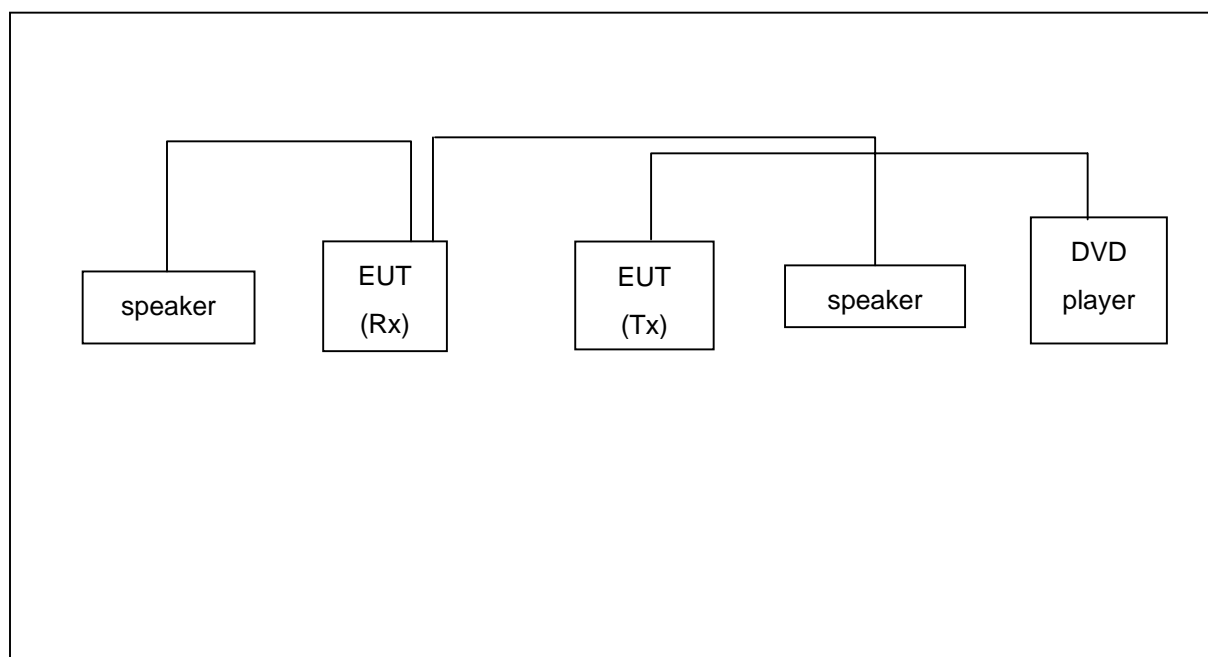 speaker
EUT
(Rx)
EUT
(Tx)
speaker
DVD
player